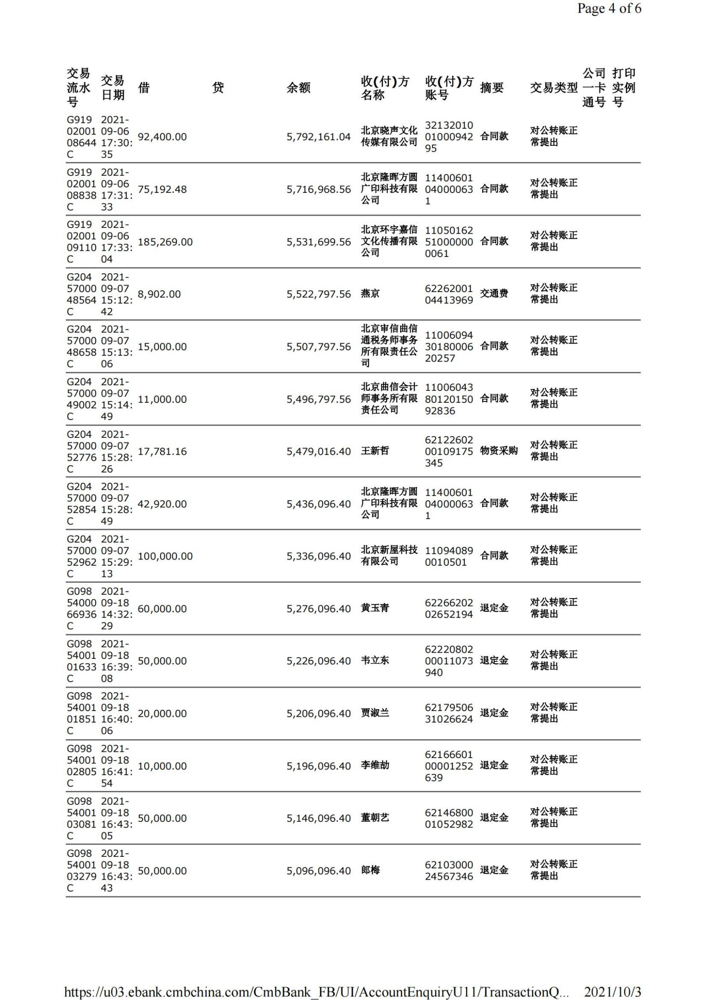 Page 4 of 6
交易流水号 交易日期 借 贷 余额 收(付)方名称 收(付)方账号 摘要 交易类型 公司一卡通号 打印实例号
G9190200108644C 2021-09-06 17:30:35 92,400.00 5,792,161.04 北京晓声文化传媒有限公司 321320100100094295 合同款 对公转账正常提出
G9190200108838C 2021-09-06 17:31:33 75,192.48 5,716,968.56 北京隆晖方圆广印科技有限公司 11400601040000631 合同款 对公转账正常提出
G9190200109110C 2021-09-06 17:33:04 185,269.00 5,531,699.56 北京环宇嘉信文化传播有限公司 11050162510000000061 合同款 对公转账正常提出
G2045700048564C 2021-09-07 15:12:42 8,902.00 5,522,797.56 燕京 6226200104413969 交通费 对公转账正常提出
G2045700048658C 2021-09-07 15:13:06 15,000.00 5,507,797.56 北京审信曲信通税务师事务所有限责任公司 110060943018000620257 合同款 对公转账正常提出
G2045700049002C 2021-09-07 15:14:49 11,000.00 5,496,797.56 北京曲信会计师事务所有限责任公司 110060438012015092836 合同款 对公转账正常提出
G2045700052776C 2021-09-07 15:28:26 17,781.16 5,479,016.40 王新哲 6212260200109175345 物资采购 对公转账正常提出
G2045700052854C 2021-09-07 15:28:49 42,920.00 5,436,096.40 北京隆晖方圆广印科技有限公司 11400601040000631 合同款 对公转账正常提出
G2045700052962C 2021-09-07 15:29:13 100,000.00 5,336,096.40 北京新屋科技有限公司 110940890010501 合同款 对公转账正常提出
G0985400066936C 2021-09-18 14:32:29 60,000.00 5,276,096.40 黄玉青 6226620202652194 退定金 对公转账正常提出
G0985400101633C 2021-09-18 16:39:08 50,000.00 5,226,096.40 韦立东 6222080200011073940 退定金 对公转账正常提出
G0985400101851C 2021-09-18 16:40:06 20,000.00 5,206,096.40 贾淑兰 6217950631026624 退定金 对公转账正常提出
G0985400102805C 2021-09-18 16:41:54 10,000.00 5,196,096.40 李维劼 6216660100001252639 退定金 对公转账正常提出
G0985400103081C 2021-09-18 16:43:05 50,000.00 5,146,096.40 董朝艺 6214680001052982 退定金 对公转账正常提出
G0985400103279C 2021-09-18 16:43:43 50,000.00 5,096,096.40 郎梅 6210300024567346 退定金 对公转账正常提出
https://u03.ebank.cmbchina.com/CmbBank_FB/UI/AccountEnquiryU11/TransactionQ... 2021/10/3